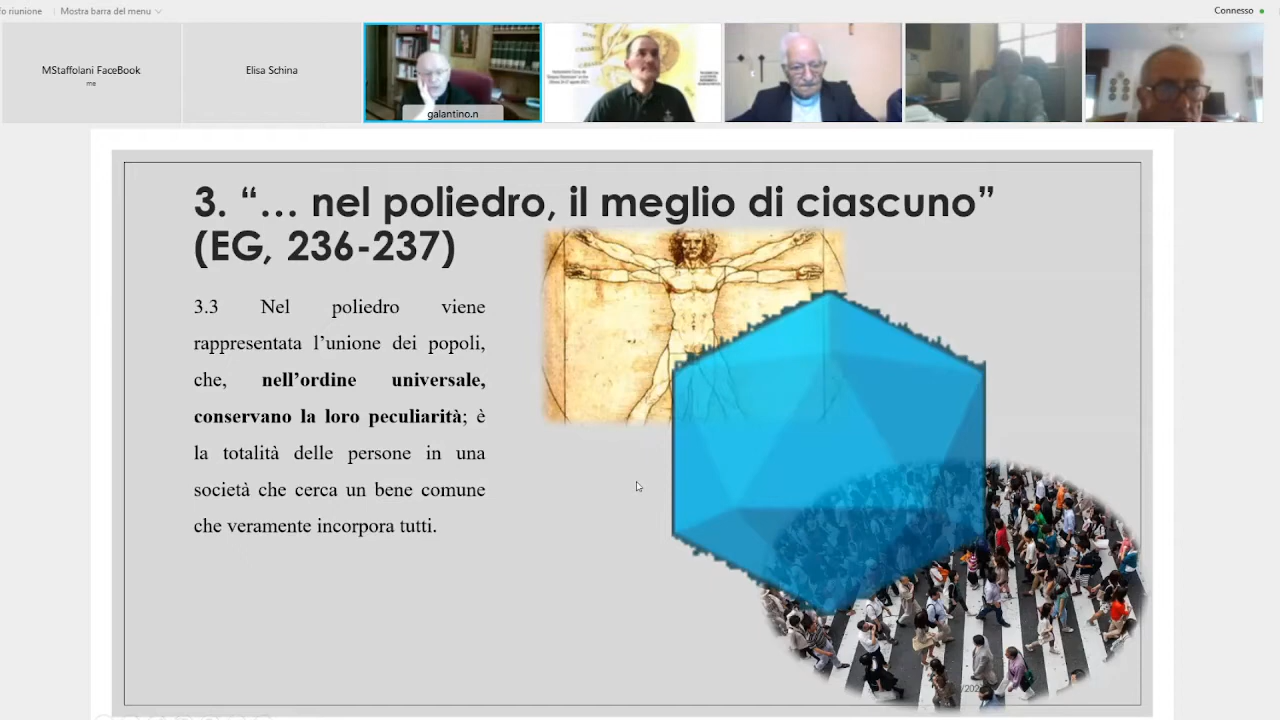 fo riunione
Mostra barra del menu
Connesso
MStaffolani FaceBook
me
galantino.n
3. “… nel poliedro, il meglio di ciascuno”
(EG, 236-237)
3.3 Nel poliedro viene
rappresentata l’unione dei popoli,
che, nell’ordine universale,
conservano la loro peculiarità; è
la totalità delle persone in una
società che cerca un bene comune
che veramente incorpora tutti.